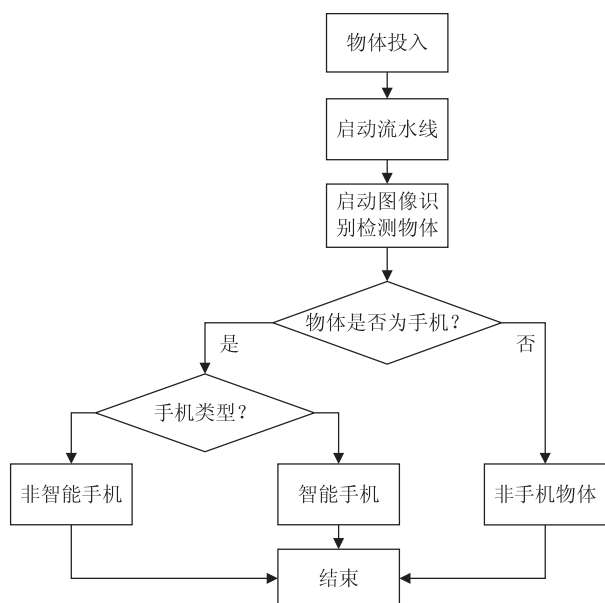 物体投入
启动流水线
启动图像识
别检测物体
物体是否为手机？
是
否
手机类型？
非智能手机
智能手机
非手机物体
结束